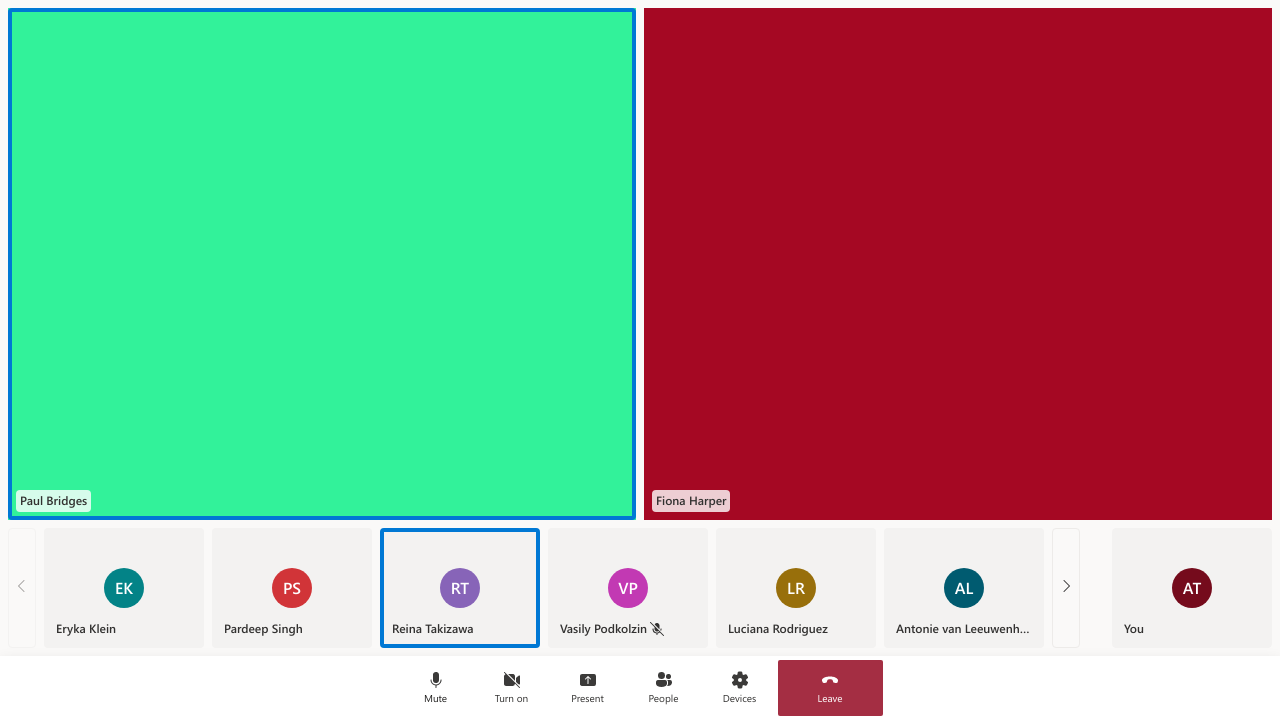 Paul Bridges
Fiona Harper
EK
PS
RT
VP
LR
AL
AT
Eryka Klein
Pardeep Singh
Reina Takizawa
Vasily Podkolzin
Luciana Rodriguez
Antonie van Leeuwenh...
You
Mute
Turn on
Present
People
Devices
Leave